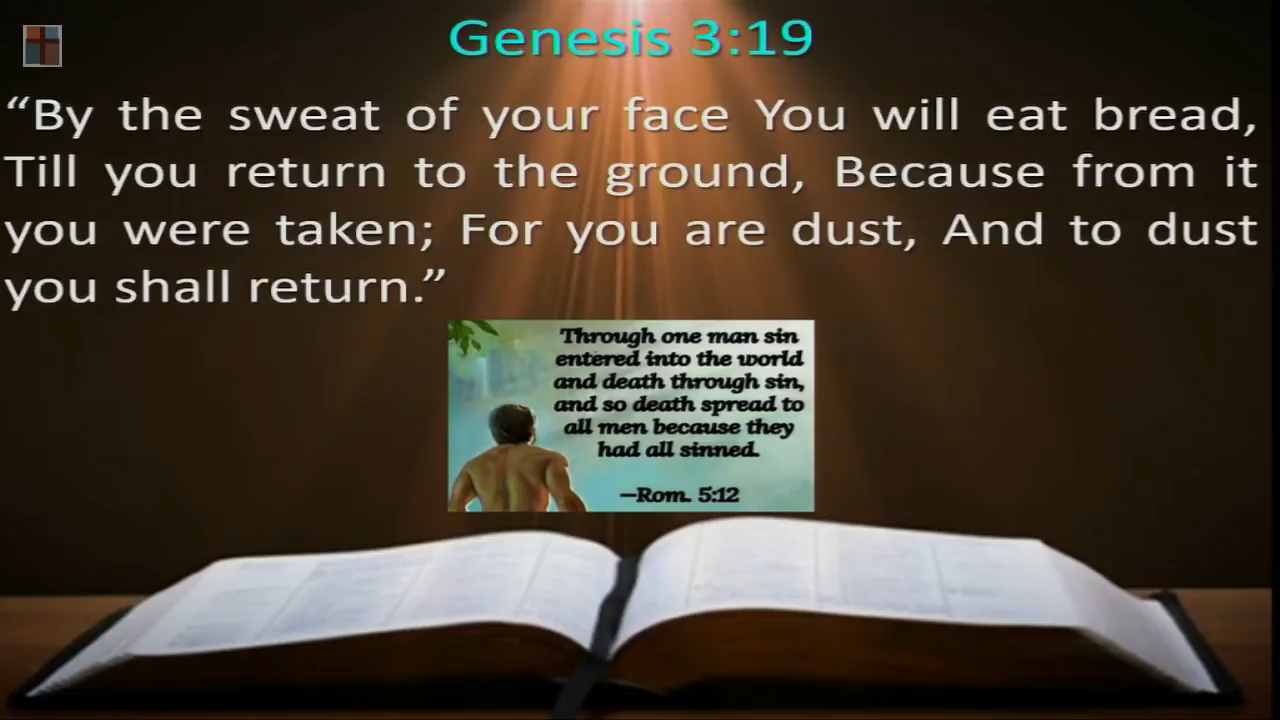 Genesis 3:19
“By the sweat of your face You will eat bread,
Till you return to the ground, Because from it
you were taken; For you are dust, And to dust
you shall return.”
Through one man sin
entered into the world
and death through sin,
and so death spread to
all men because they
had all sinned.
—Rom. 5:12